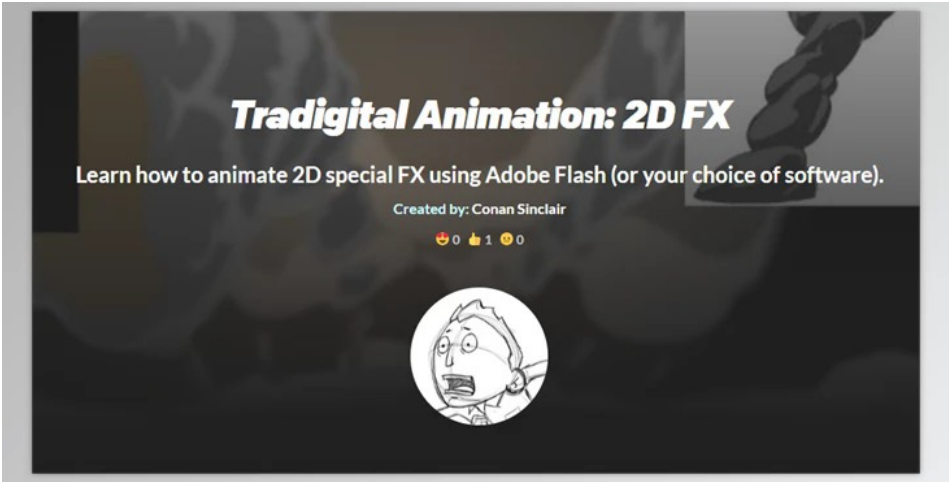 Tradigital Animation: 2D FX
Learn how to animate 2D special FX using Adobe Flash (or your choice of software).
Created by: Conan Sinclair
😍 0 👍 1 😐 0